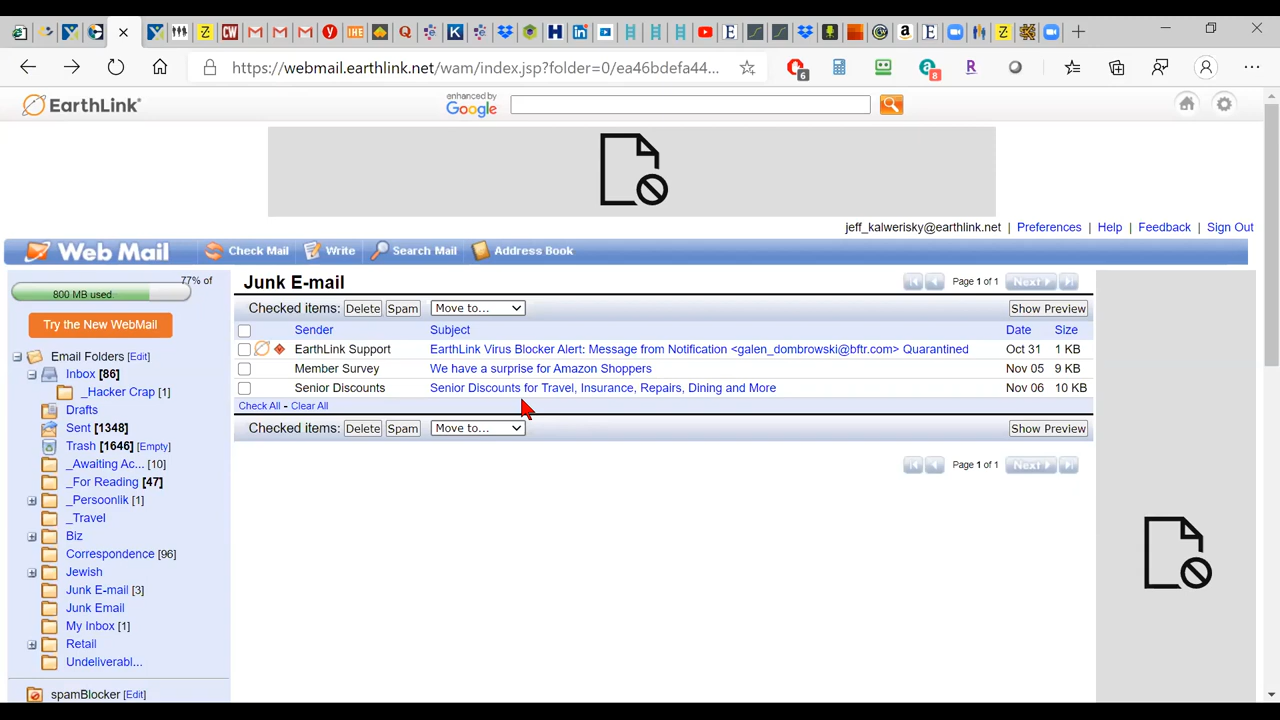 https://webmail.earthlink.net/wam/index.jsp?folder=0/ea46bdefa44...
6
8
EarthLink
enhanced by
Google
jeff_kalwerisky@earthlink.net | Preferences | Help | Feedback | Sign Out
Web Mail Check Mail Write Search Mail Address Book
77% of
800 MB used
Try the New WebMail
Email Folders [Edit]
Inbox [86]
_Hacker Crap [1]
Drafts
Sent [1348]
Trash [1646] [Empty]
_Awaiting Ac... [10]
_For Reading [47]
_Persoonlik [1]
_Travel
Biz
Correspondence [96]
Jewish
Junk E-mail [3]
Junk Email
My Inbox [1]
Retail
Undeliverabl...
spamBlocker [Edit]
Junk E-mail Page 1 of 1 Next
Checked items: Delete Spam Move to... Show Preview
Sender Subject Date Size
EarthLink Support EarthLink Virus Blocker Alert: Message from Notification <galen_dombrowski@bftr.com> Quarantined Oct 31 1 KB
Member Survey We have a surprise for Amazon Shoppers Nov 05 9 KB
Senior Discounts Senior Discounts for Travel, Insurance, Repairs, Dining and More Nov 06 10 KB
Check All - Clear All
Checked items: Delete Spam Move to... Show Preview
Page 1 of 1 Next